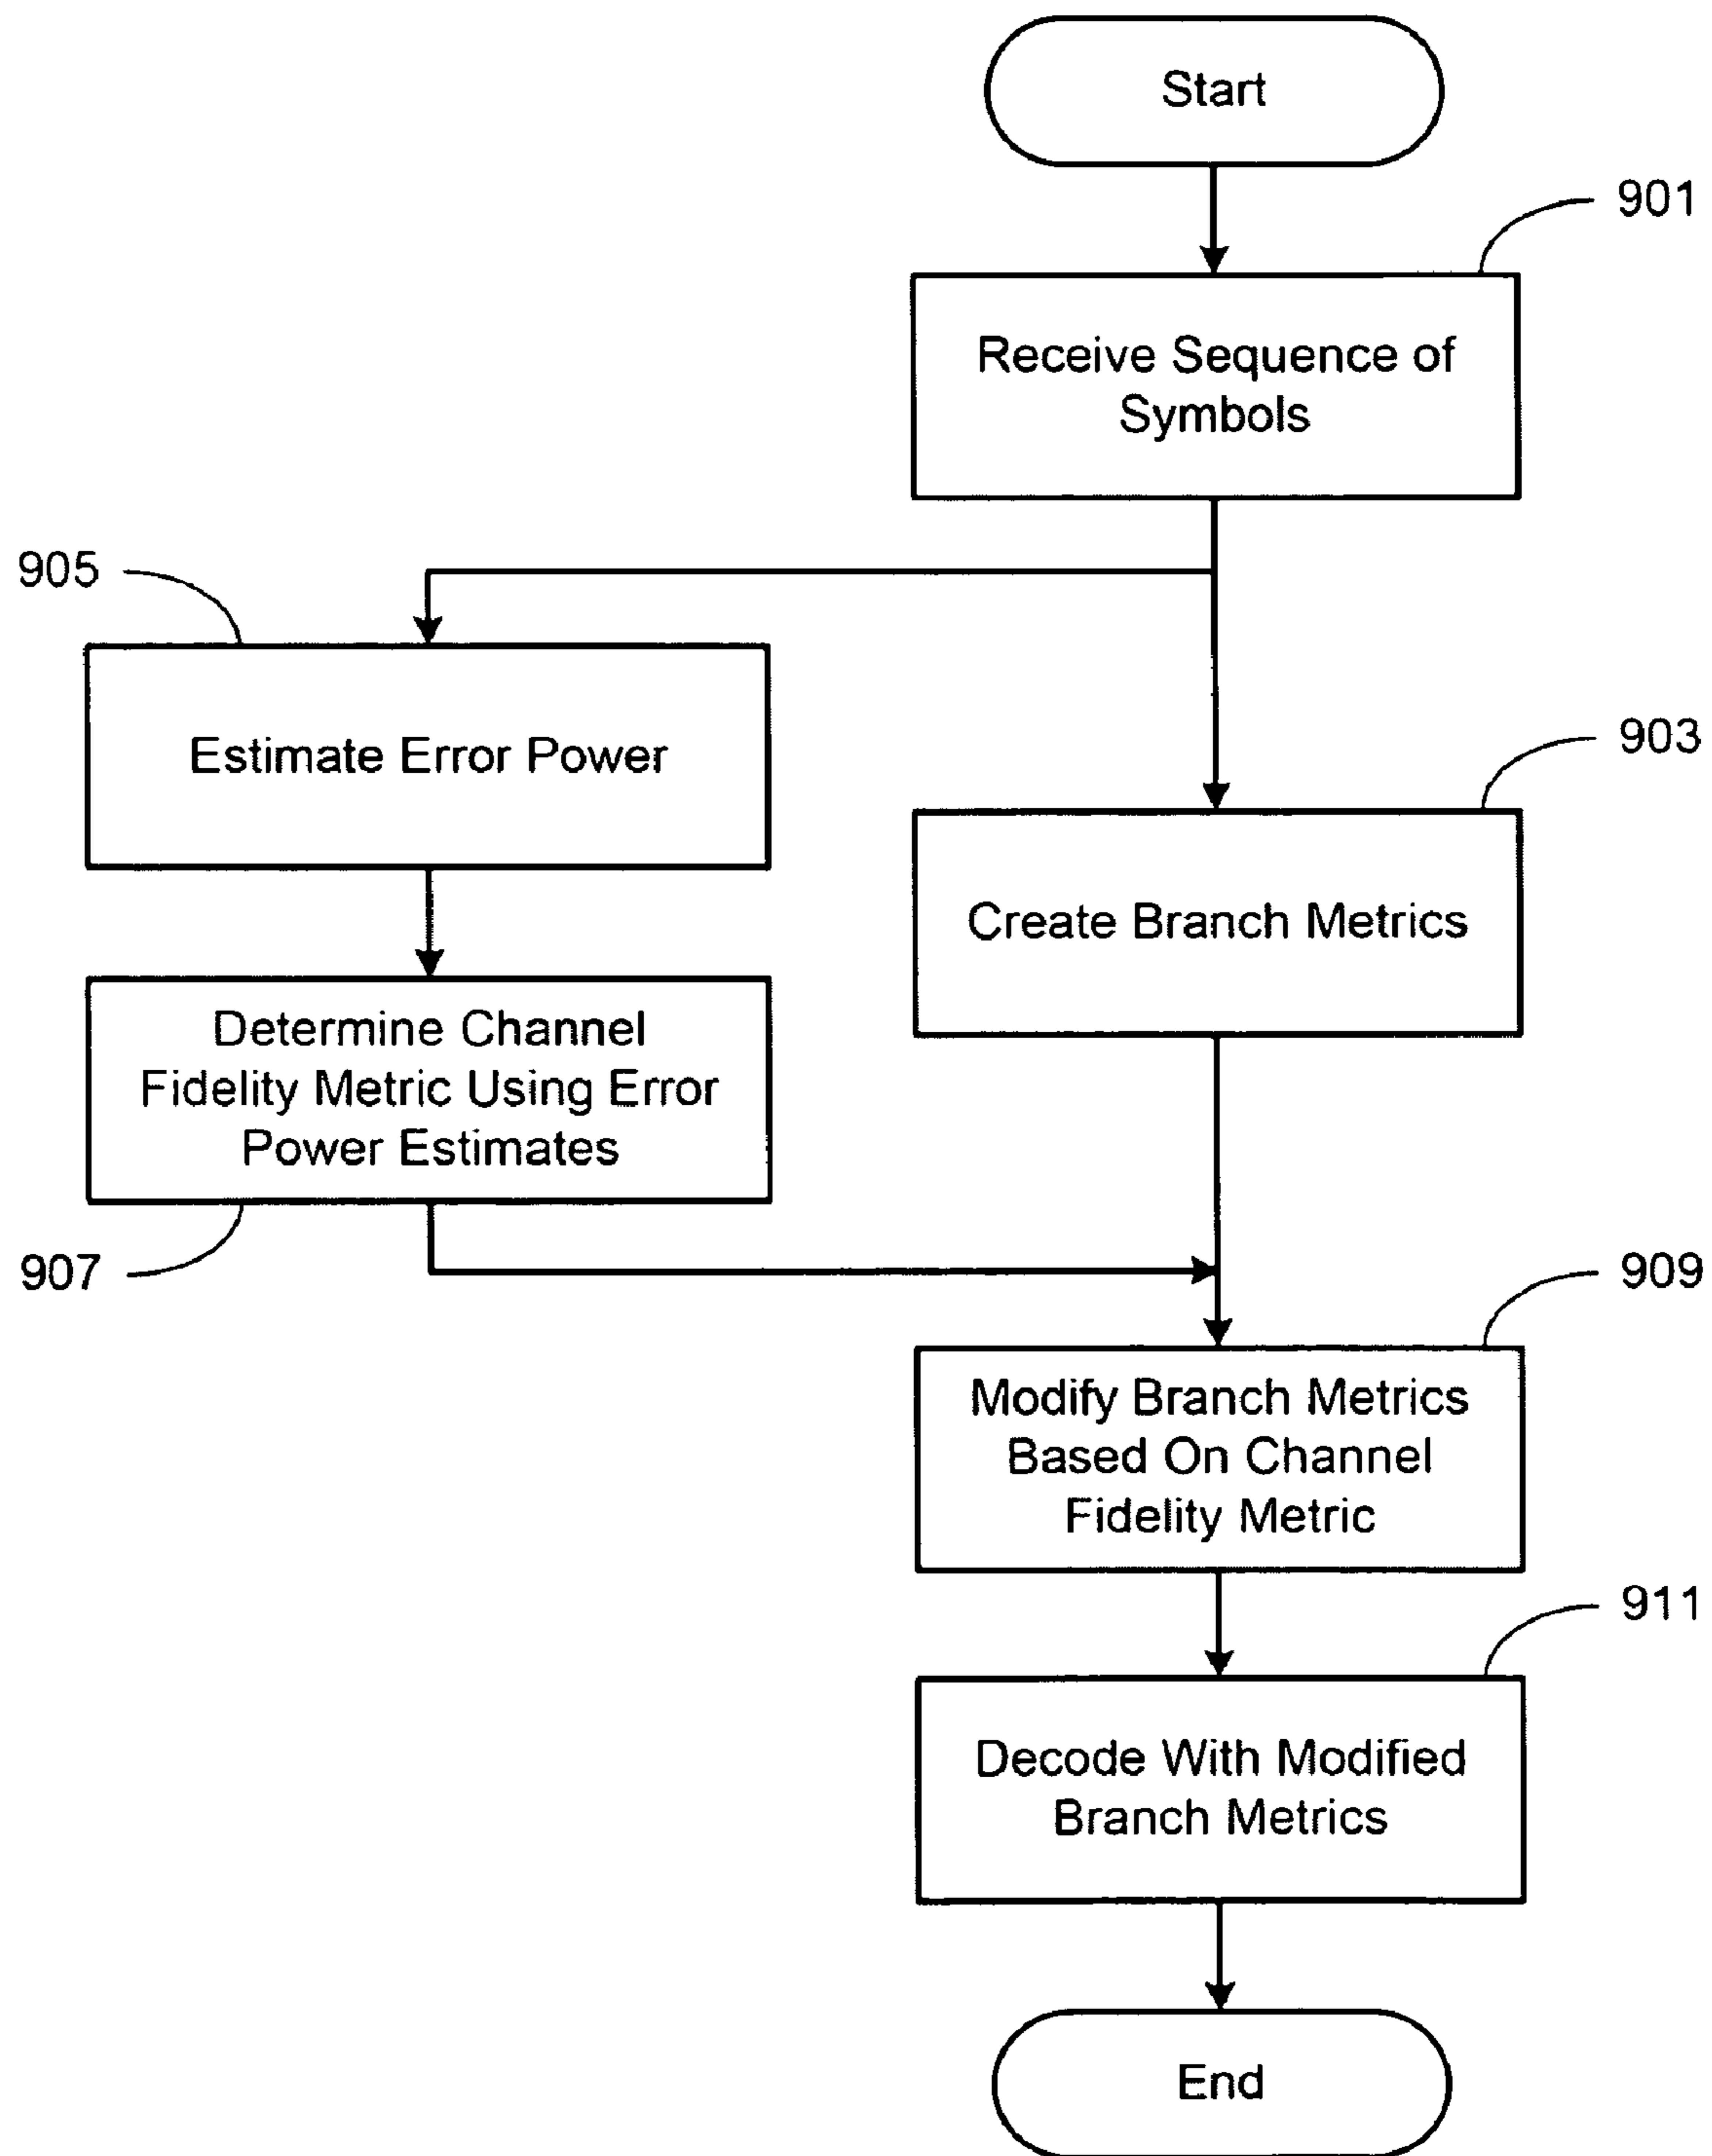 Start
901
Receive Sequence of
Symbols
905
Estimate Error Power
903
Create Branch Metrics
Determine Channel
Fidelity Metric Using Error
Power Estimates
907
909
Modify Branch Metrics
Based On Channel
Fidelity Metric
911
Decode With Modified
Branch Metrics
End